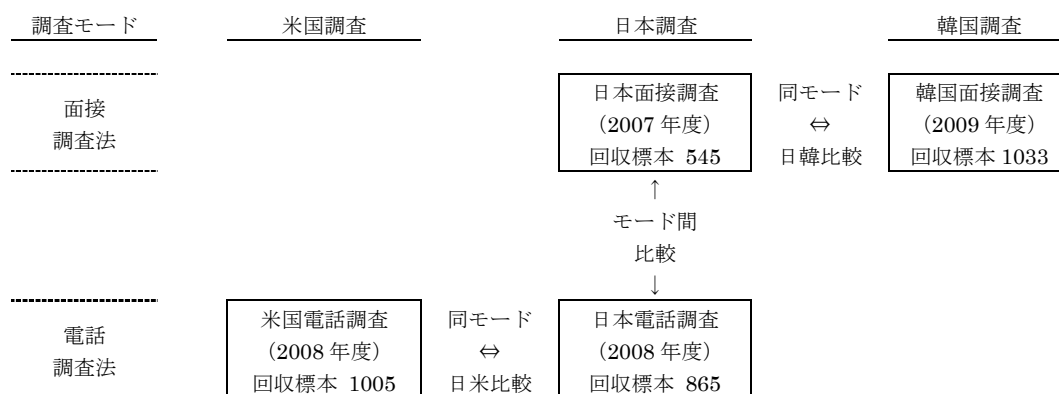 調査モード 米国調査 日本調査 韓国調査
面接
調査法
日本面接調査
(2007 年度)
回収標本 545
同モード
⇔
日韓比較
韓国面接調査
(2009 年度)
回収標本 1033
↑
モード間
比較
↓
電話
調査法
米国電話調査
(2008 年度)
回収標本 1005
同モード
⇔
日米比較
日本電話調査
(2008 年度)
回収標本 865